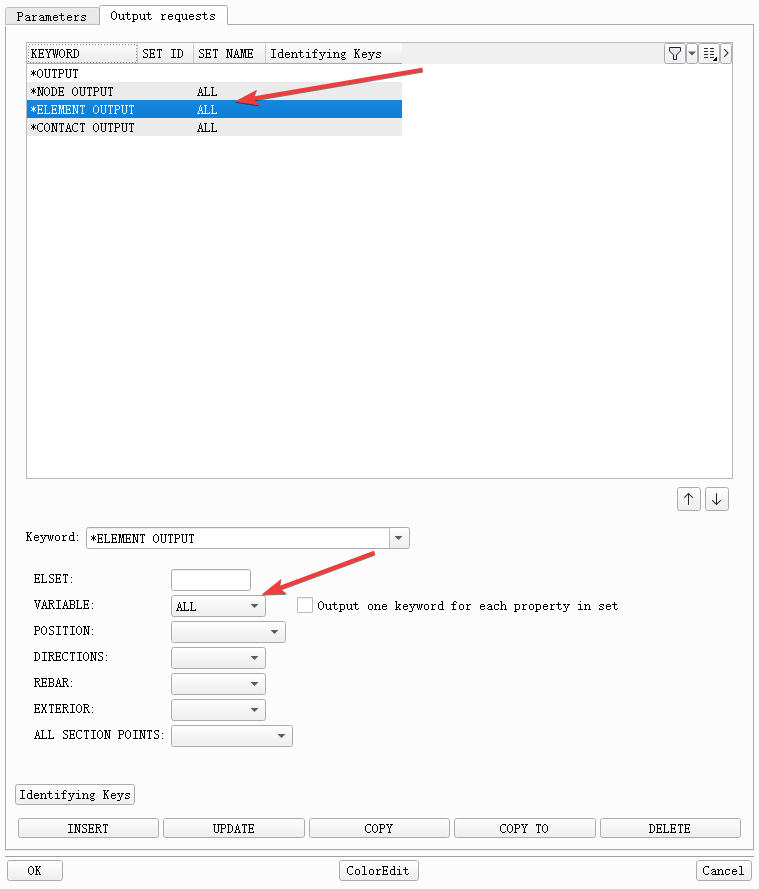 Parameters Output requests
KEYWORD SET ID SET NAME Identifying Keys
*OUTPUT
*NODE OUTPUT ALL
*ELEMENT OUTPUT ALL
*CONTACT OUTPUT ALL
Keyword: *ELEMENT OUTPUT
ELSET:
VARIABLE: ALL Output one keyword for each property in set
POSITION:
DIRECTIONS:
REBAR:
EXTERIOR:
ALL SECTION POINTS:
Identifying Keys
INSERT UPDATE COPY COPY TO DELETE
OK ColorEdit Cancel